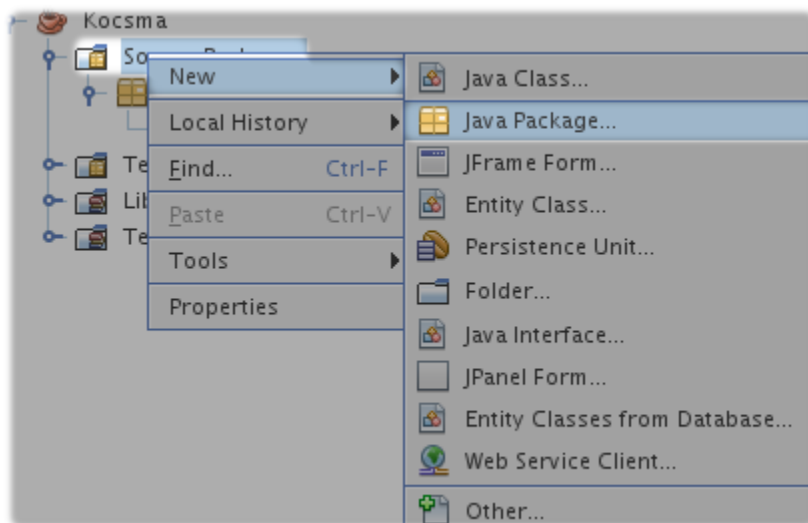 Kocsma
New
Java Class...
Local History
Java Package...
Find... Ctrl-F
JFrame Form...
Paste Ctrl-V
Entity Class...
Tools
Persistence Unit...
Properties
Folder...
Java Interface...
JPanel Form...
Entity Classes from Database...
Web Service Client...
Other...